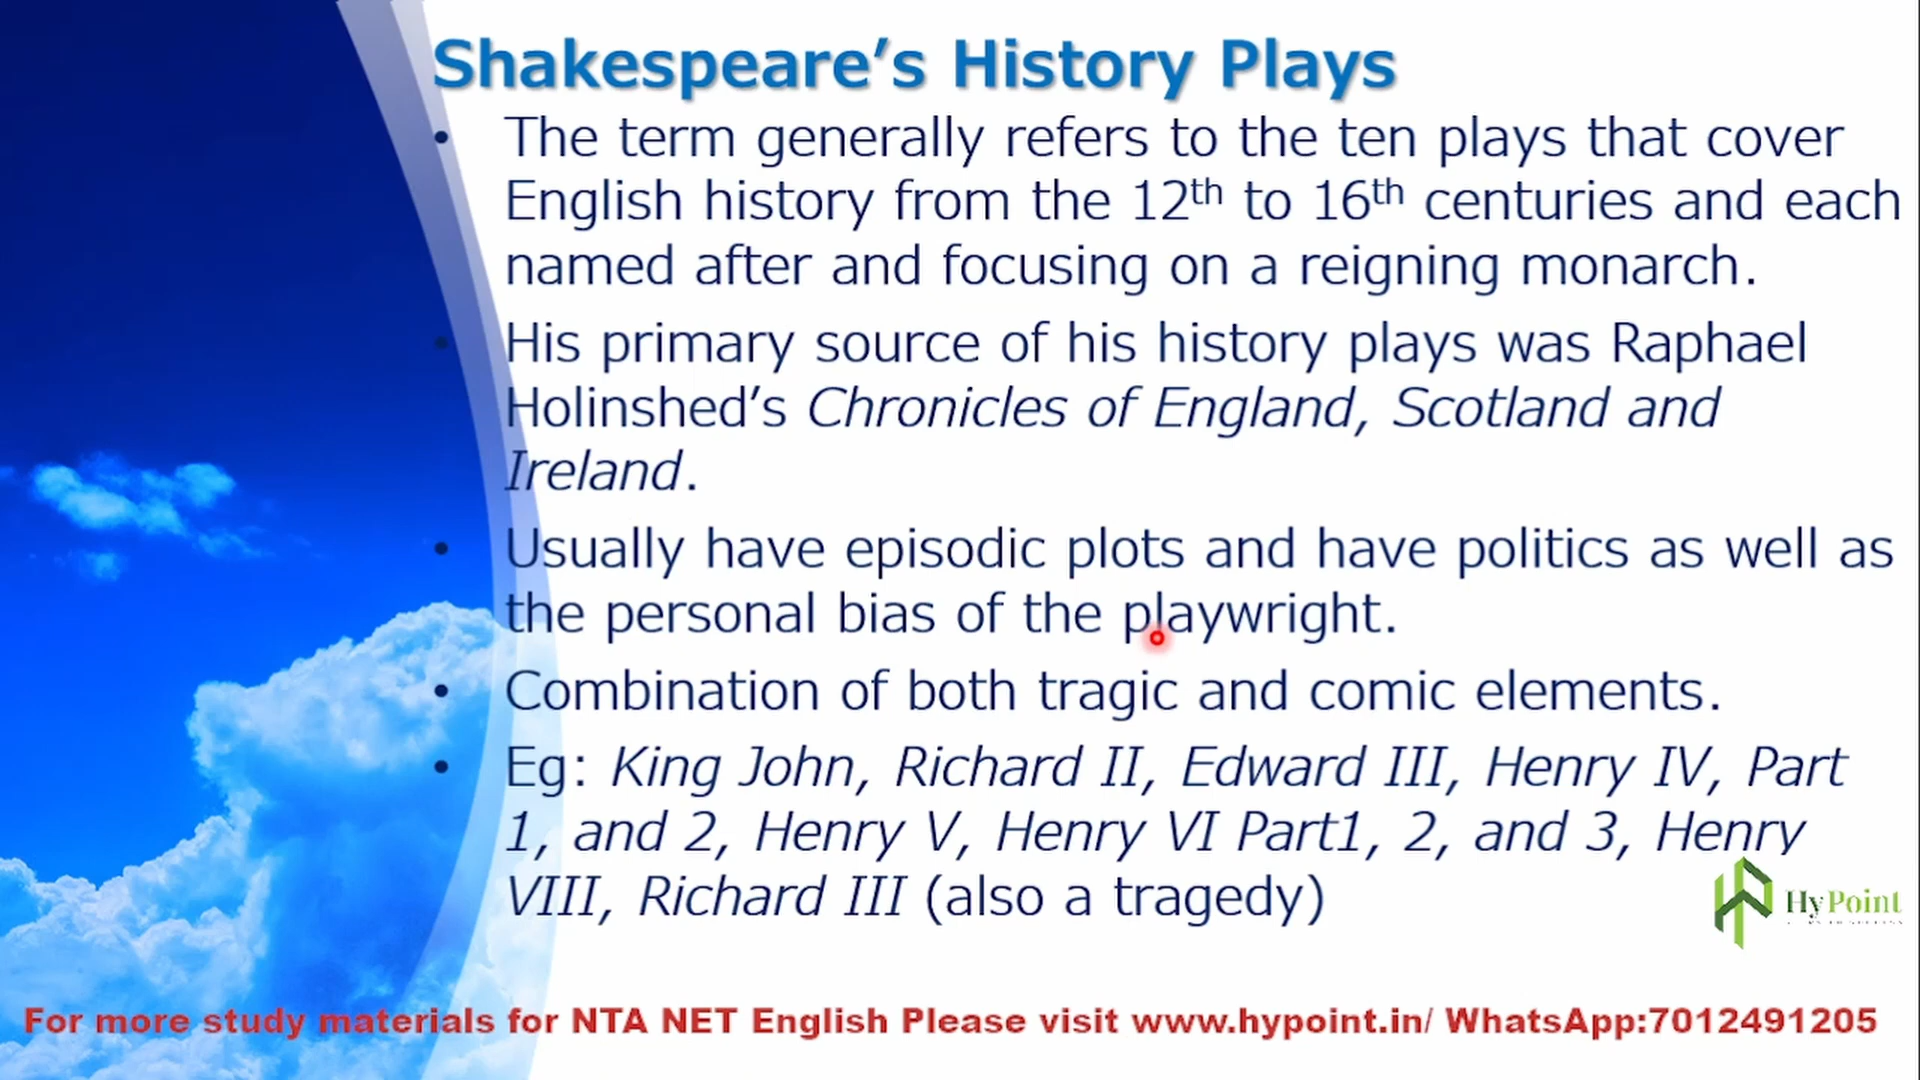 Shakespeare’s History Plays
• The term generally refers to the ten plays that cover
English history from the 12th to 16th centuries and each
named after and focusing on a reigning monarch.
• His primary source of his history plays was Raphael
Holinshed’s Chronicles of England, Scotland and
Ireland.
• Usually have episodic plots and have politics as well as
the personal bias of the playwright.
• Combination of both tragic and comic elements.
• Eg: King John, Richard II, Edward III, Henry IV, Part
1, and 2, Henry V, Henry VI Part1, 2, and 3, Henry
VIII, Richard III (also a tragedy)
HyPoint
For more study materials for NTA NET English Please visit www.hypoint.in/ WhatsApp:7012491205